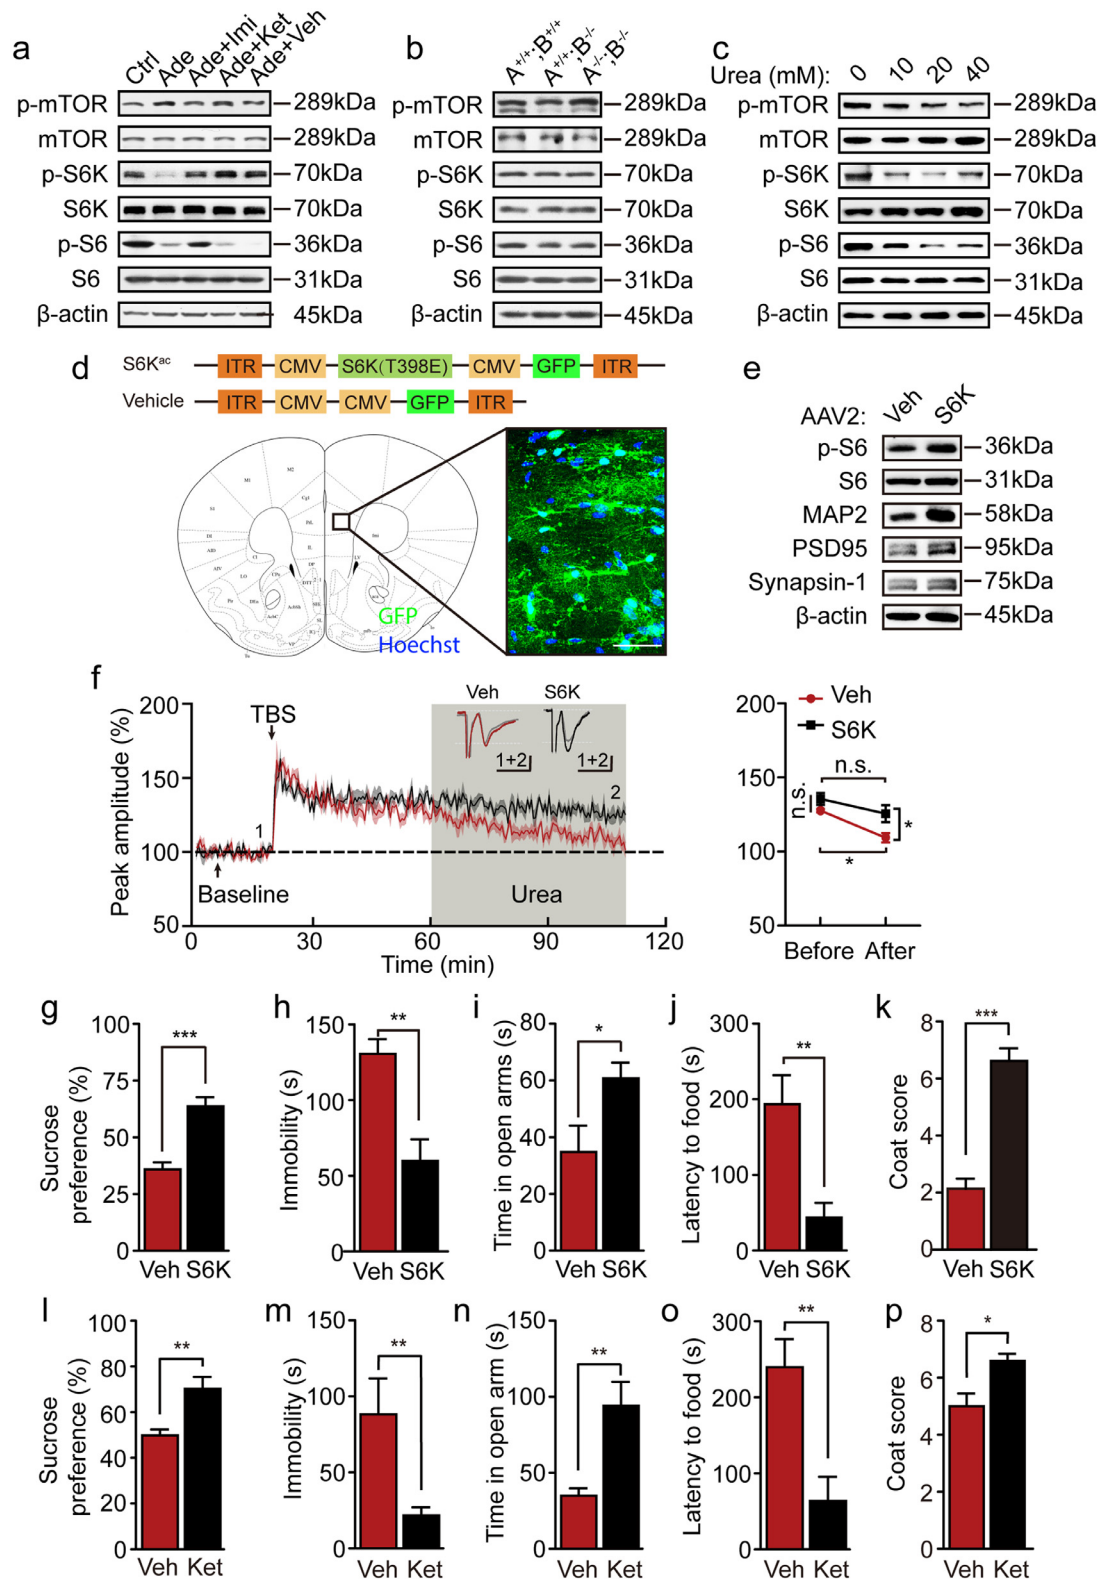 a
Ctrl Ade Ade+Imi Ade+Ket Ade+Veh
p-mTOR 289kDa
mTOR 289kDa
p-S6K 70kDa
S6K 70kDa
p-S6 36kDa
S6 31kDa
β-actin 45kDa
b
A+/+;B+/+ A+/+;B-/- A-/-;B-/-
p-mTOR 289kDa
mTOR 289kDa
p-S6K 70kDa
S6K 70kDa
p-S6 36kDa
S6 31kDa
β-actin 45kDa
c
Urea (mM): 0 10 20 40
p-mTOR 289kDa
mTOR 289kDa
p-S6K 70kDa
S6K 70kDa
p-S6 36kDa
S6 31kDa
β-actin 45kDa
d
S6Kac ITR CMV S6K(T398E) CMV GFP ITR
Vehicle ITR CMV CMV GFP ITR
M2
M1
Cg1
PrL
IL
GFP
Hoechst
e
AAV2: Veh S6K
p-S6 36kDa
S6 31kDa
MAP2 58kDa
PSD95 95kDa
Synapsin-1 75kDa
β-actin 45kDa
f
Peak amplitude (%)
200
150
100
50
TBS
1
2
Baseline
Urea
Veh S6K
1+2 1+2
0 30 60 90 120
Time (min)
Veh
S6K
200
150
100
50
n.s.
n.s.
*
*
Before After
g
Sucrose preference (%)
100
75
50
25
0
***
Veh S6K
h
Immobility (s)
150
100
50
0
**
Veh S6K
i
Time in open arms (s)
80
60
40
20
0
*
Veh S6K
j
Latency to food (s)
300
200
100
0
**
Veh S6K
k
Coat score
8
6
4
2
0
***
Veh S6K
l
Sucrose preference (%)
100
80
60
40
20
0
**
Veh Ket
m
Immobility (s)
150
100
50
0
**
Veh Ket
n
Time in open arm (s)
150
100
50
0
**
Veh Ket
o
Latency to food (s)
300
200
100
0
**
Veh Ket
p
Coat score
8
6
4
2
0
*
Veh Ket